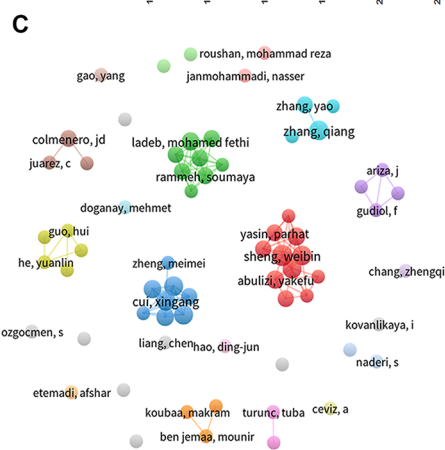 C
roushan, mohammad reza
gao, yang
janmohammadi, nasser
zhang, yao
zhang, qiang
colmenero, jd
ladeb, mohamed fethi
juarez, c
rammeh, soumaya
ariza, j
doganay, mehmet
gudiol, f
guo, hui
yasin, parhat
he, yuanlin
zheng, meimei
sheng, weibin
chang, zhengqi
abulizi, yakefu
cui, xingang
kovanlikaya, i
ozgocmen, s
liang, chen
hao, ding-jun
naderi, s
etemadi, afshar
koubaa, makram
turunc, tuba
ceviz, a
ben jemaa, mounir